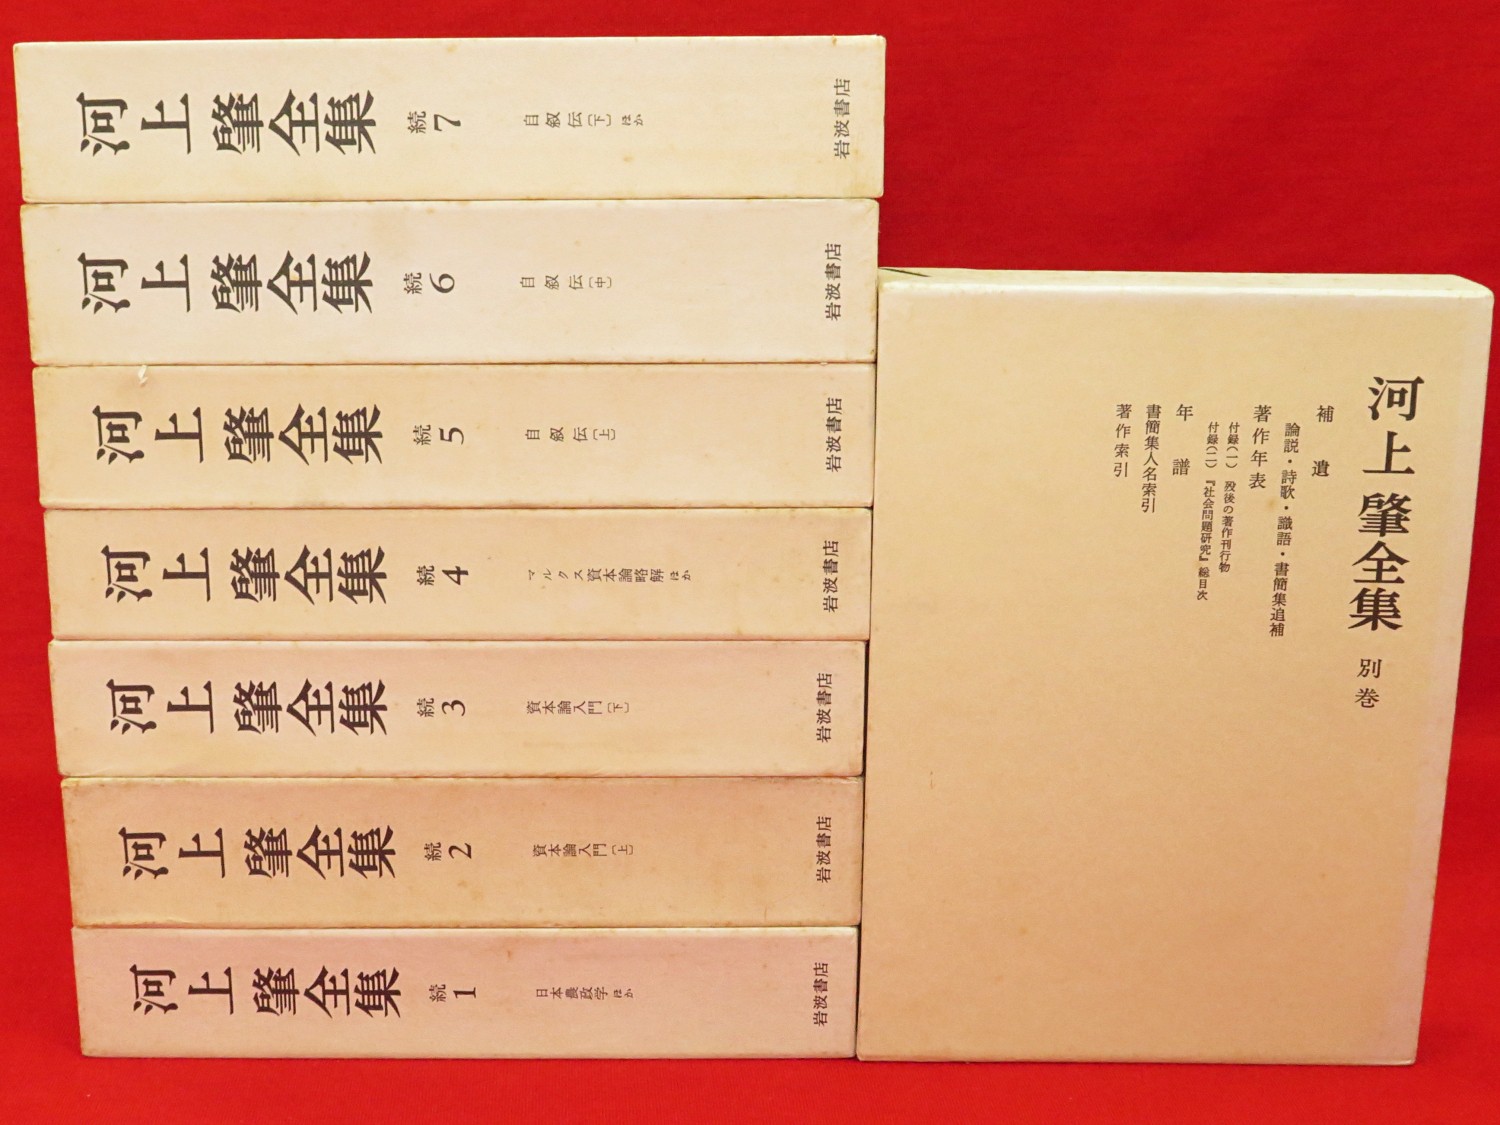 河上肇全集 続 7 自叙伝〔下〕ほか 岩波書店
河上肇全集 続 6 自叙伝〔中〕 岩波書店
河上肇全集 続 5 自叙伝〔上〕 岩波書店
河上肇全集 続 4 マルクス資本論略解 ほか 岩波書店
河上肇全集 続 3 資本論入門〔下〕 岩波書店
河上肇全集 続 2 資本論入門〔上〕 岩波書店
河上肇全集 続 1 日本農政学 ほか 岩波書店
河上肇全集 別巻
補遺
論説・詩歌・識語・書簡集追補
著作年表
付録(一) 歿後の著作刊行物
付録(二) 『社会問題研究』総目次
年譜
書簡集人名索引
著作索引